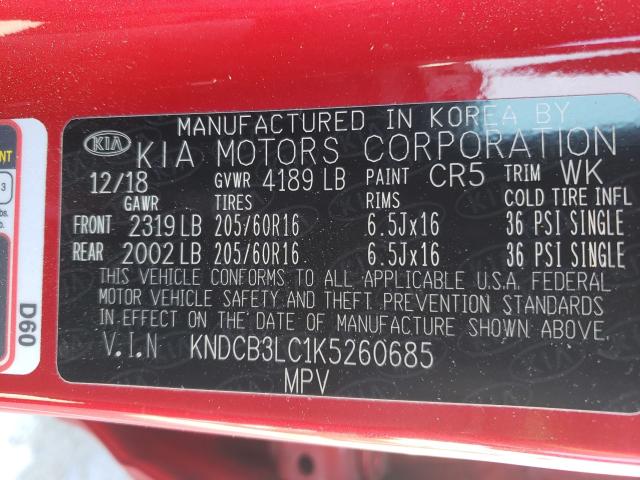 MANUFACTURED IN KOREA BY
KIA KIA MOTORS CORPORATION
12/18 GVWR 4189 LB PAINT CR5 TRIM WK
GAWR TIRES RIMS COLD TIRE INFL
FRONT 2319 LB 205/60R16 6.5Jx16 36 PSI SINGLE
REAR 2002 LB 205/60R16 6.5Jx16 36 PSI SINGLE
THIS VEHICLE CONFORMS TO ALL APPLICABLE U.S.A. FEDERAL
MOTOR VEHICLE SAFETY AND THEFT PREVENTION STANDARDS
IN EFFECT ON THE DATE OF MANUFACTURE SHOWN ABOVE.
V.I.N KNDCB3LC1K5260685
MPV
D60
3